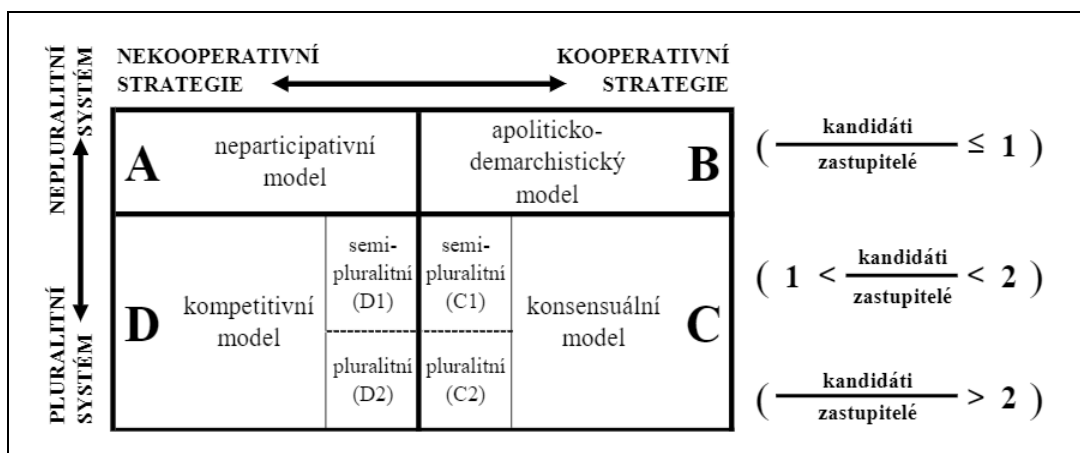 NEPLURALITNÍ
SYSTÉM
PLURALITNÍ
SYSTÉM
NEKOOPERATIVNÍ
STRATEGIE
KOOPERATIVNÍ
STRATEGIE
A
neparticipativní
model
apoliticko-
demarchistický
model
B
( kandidáti
zastupitelé ≤ 1 )
D
kompetitivní
model
semi-
pluralitní
(D1)
pluralitní
(D2)
semi-
pluralitní
(C1)
pluralitní
(C2)
konsensuální
model
C
( 1 < kandidáti
zastupitelé < 2 )
( kandidáti
zastupitelé > 2 )